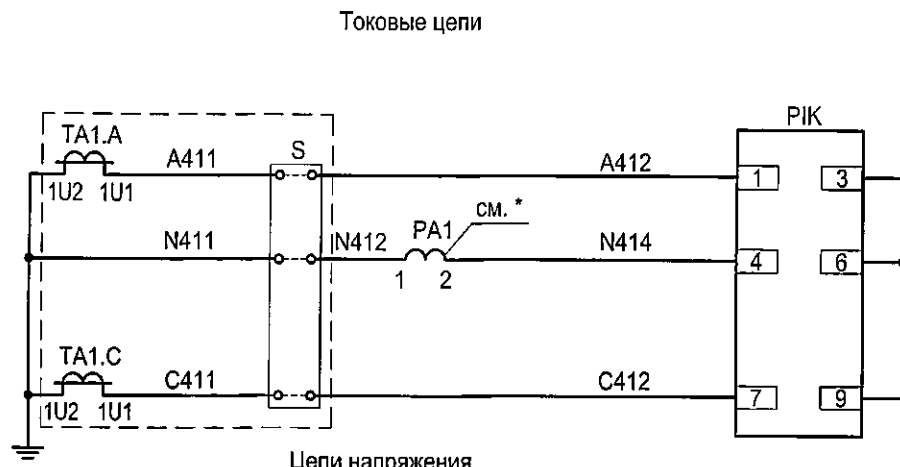 Токовые цепи
PIK
TA1.A
A411
S
A412
1
3
1U2 1U1
см. *
N411
N412
PA1
N414
1 2
4
6
TA1.C
C411
C412
1U2 1U1
7
9
Цепи напряжения